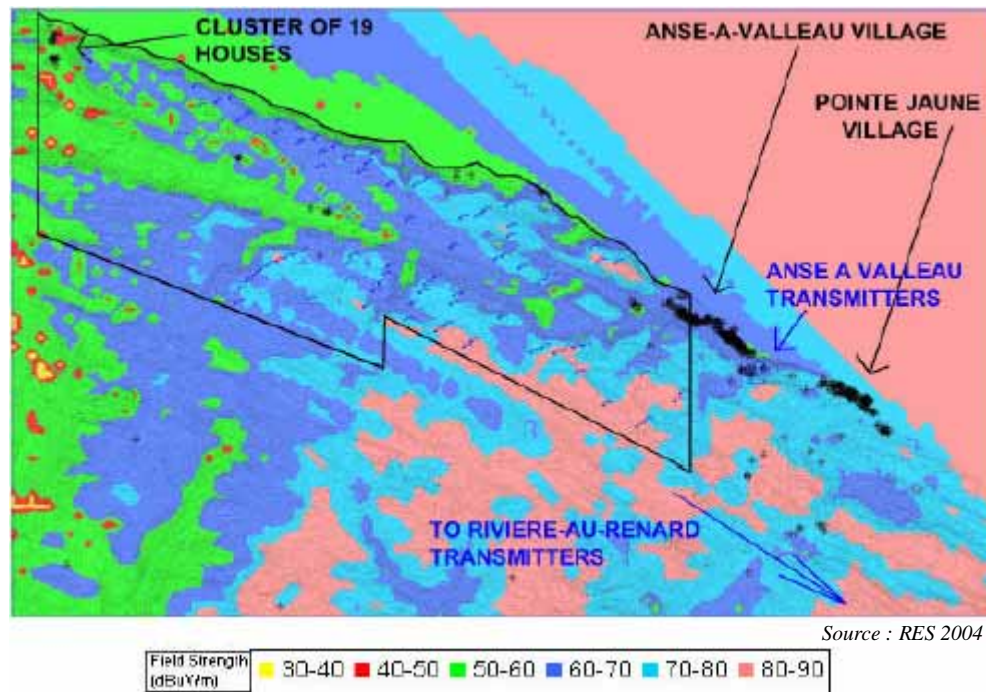 CLUSTER OF 19
HOUSES
ANSE-A-VALLEAU VILLAGE
POINTE JAUNE
VILLAGE
ANSE A VALLEAU
TRANSMITTERS
TO RIVIERE-AU-RENARD
TRANSMITTERS
Source : RES 2004
Field Strength
(dBuV/m)
30-40 40-50 50-60 60-70 70-80 80-90